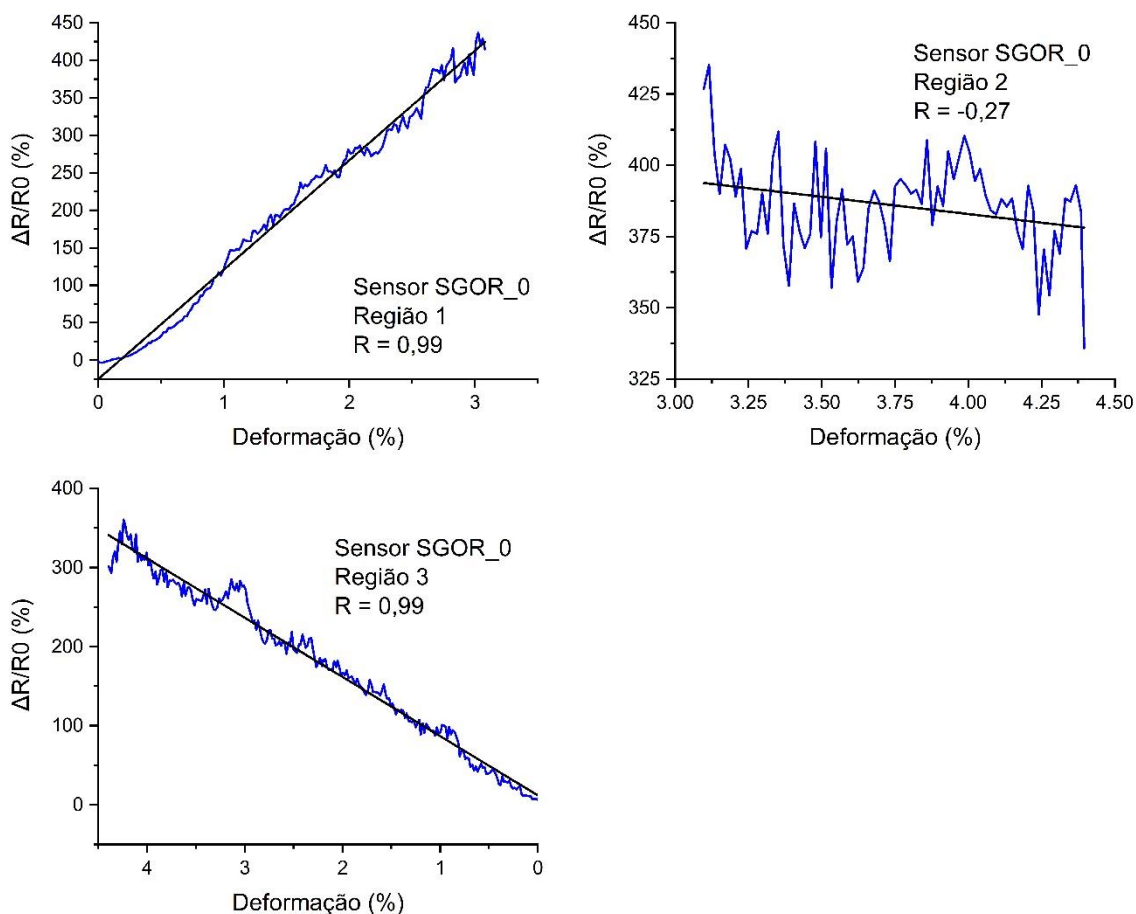 450
400
350
300
250
200
150
100
50
0
ΔR/R0 (%)
Sensor SGOR_0
Região 1
R = 0,99
0
1
2
3
Deformação (%)
450
425
400
375
350
325
ΔR/R0 (%)
Sensor SGOR_0
Região 2
R = -0,27
3.00
3.25
3.50
3.75
4.00
4.25
4.50
Deformação (%)
400
300
200
100
0
ΔR/R0 (%)
Sensor SGOR_0
Região 3
R = 0,99
4
3
2
1
0
Deformação (%)